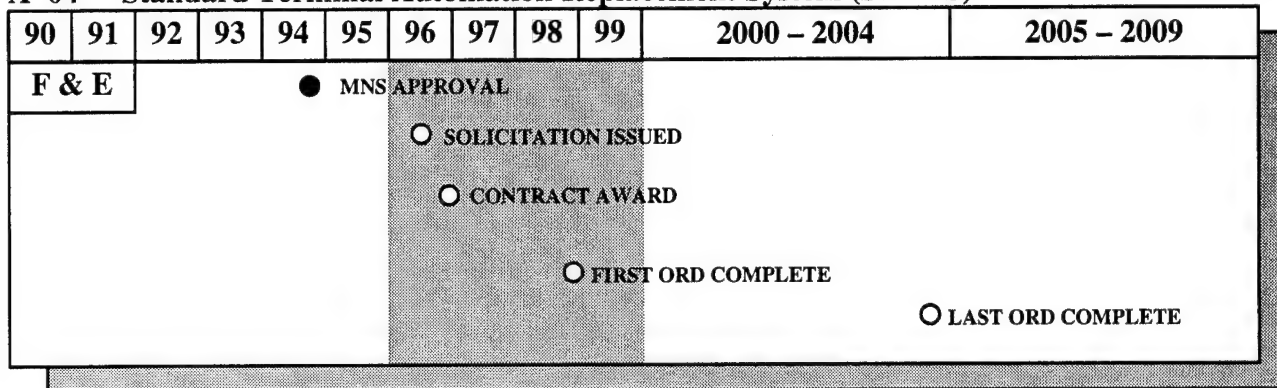 90 91 92 93 94 95 96 97 98 99 2000 – 2004 2005 – 2009
F & E
MNS APPROVAL
SOLICITATION ISSUED
CONTRACT AWARD
FIRST ORD COMPLETE
LAST ORD COMPLETE